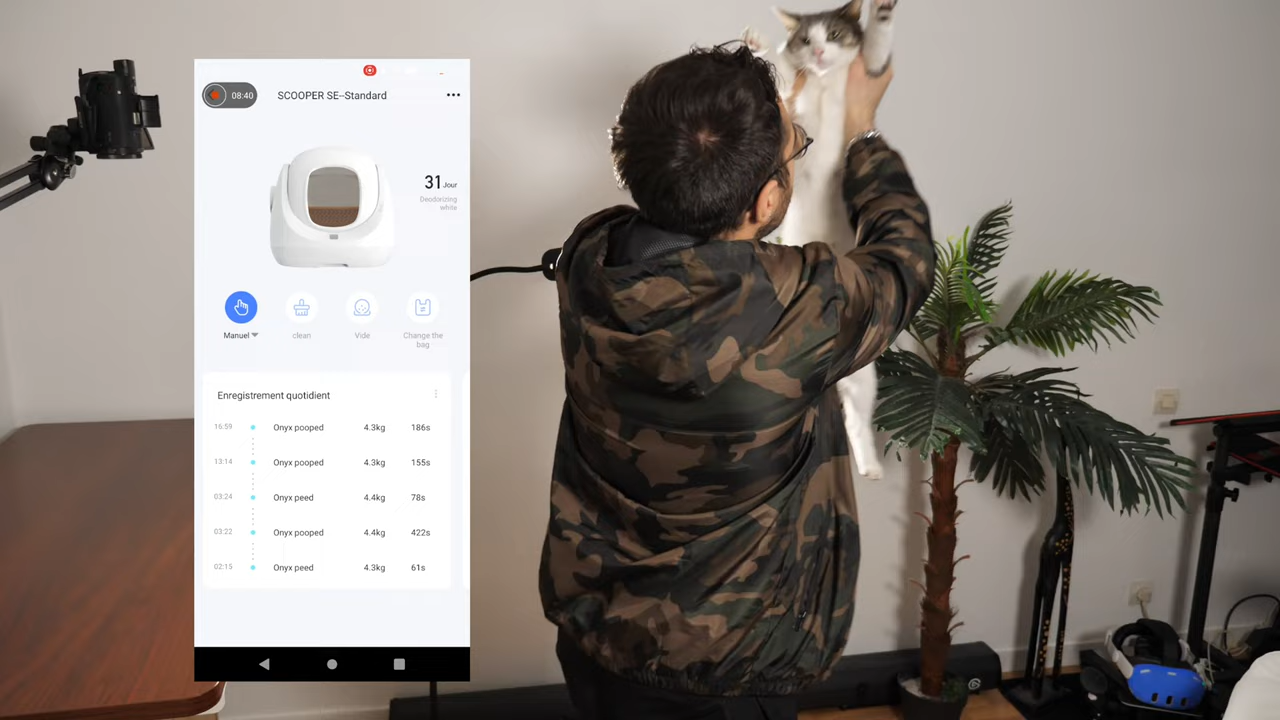 08:40
SCOOPER SE--Standard
31 Jour
Deodorizing
while
Manuel
clean
Vide
Change the
bag
Enregistrement quotidien
16:59 Onyx pooped 4.3kg 186s
13:14 Onyx pooped 4.3kg 155s
03:24 Onyx peed 4.4kg 78s
03:22 Onyx pooped 4.4kg 422s
02:15 Onyx peed 4.3kg 61s